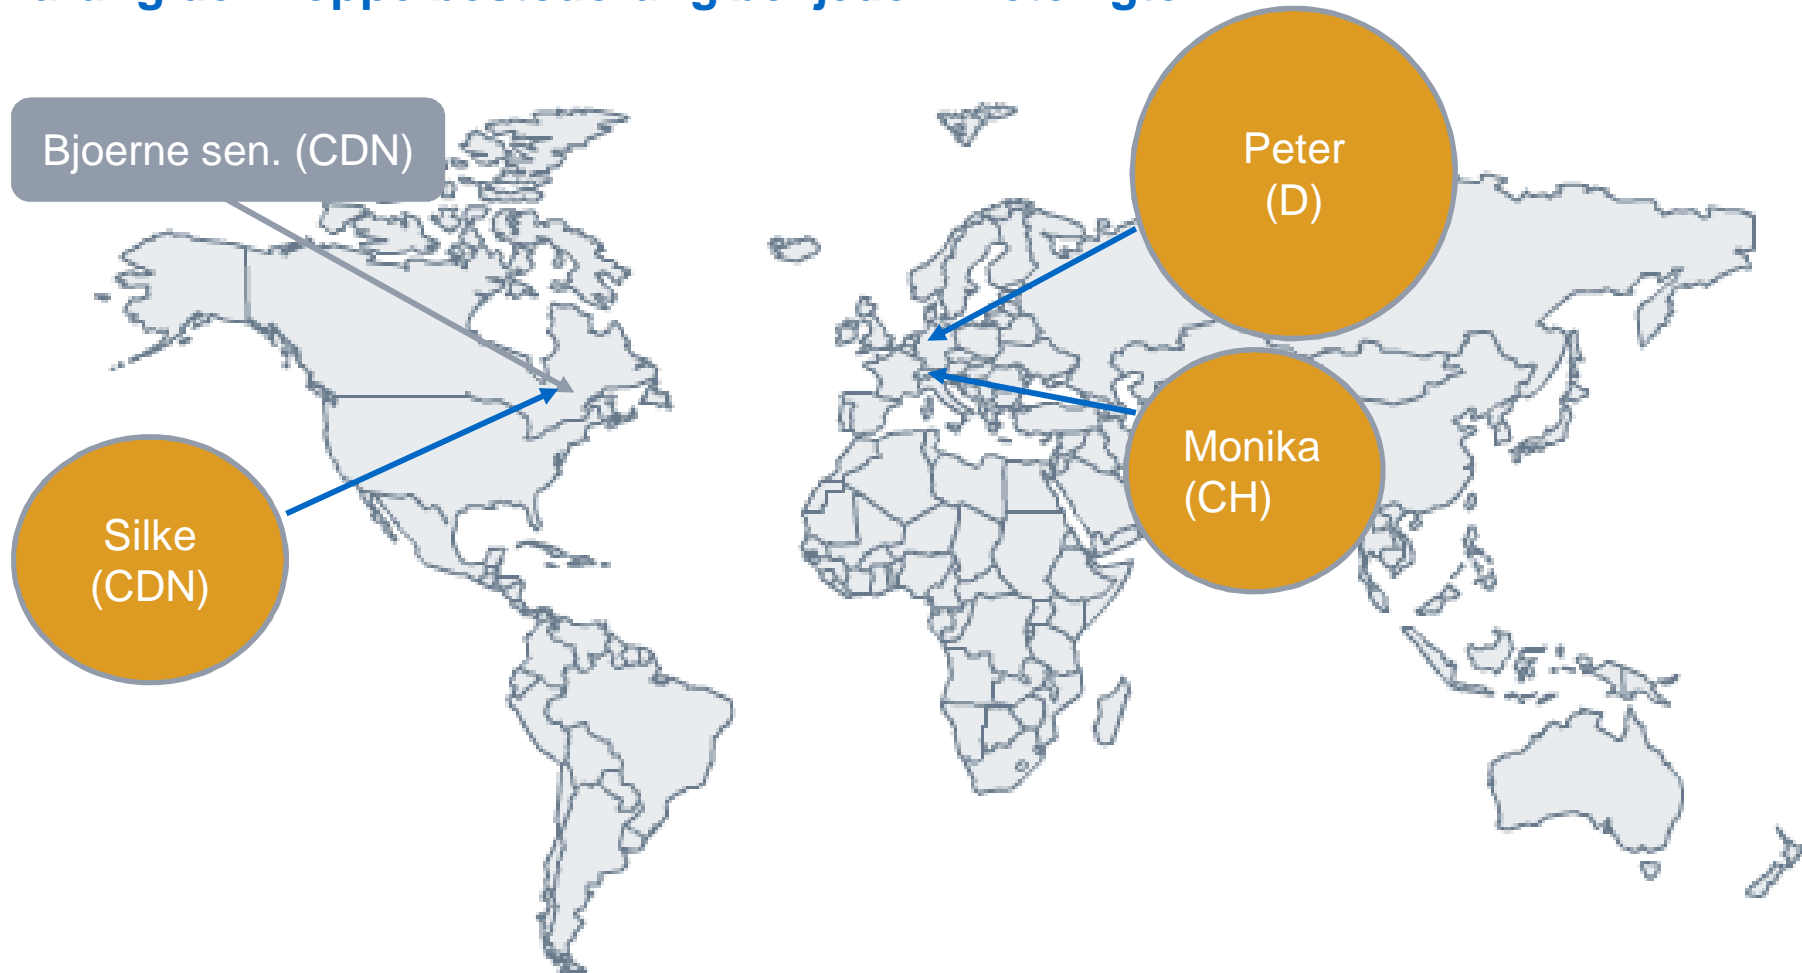 Bjoerne sen. (CDN)
Peter
(D)
Monika
(CH)
Silke
(CDN)